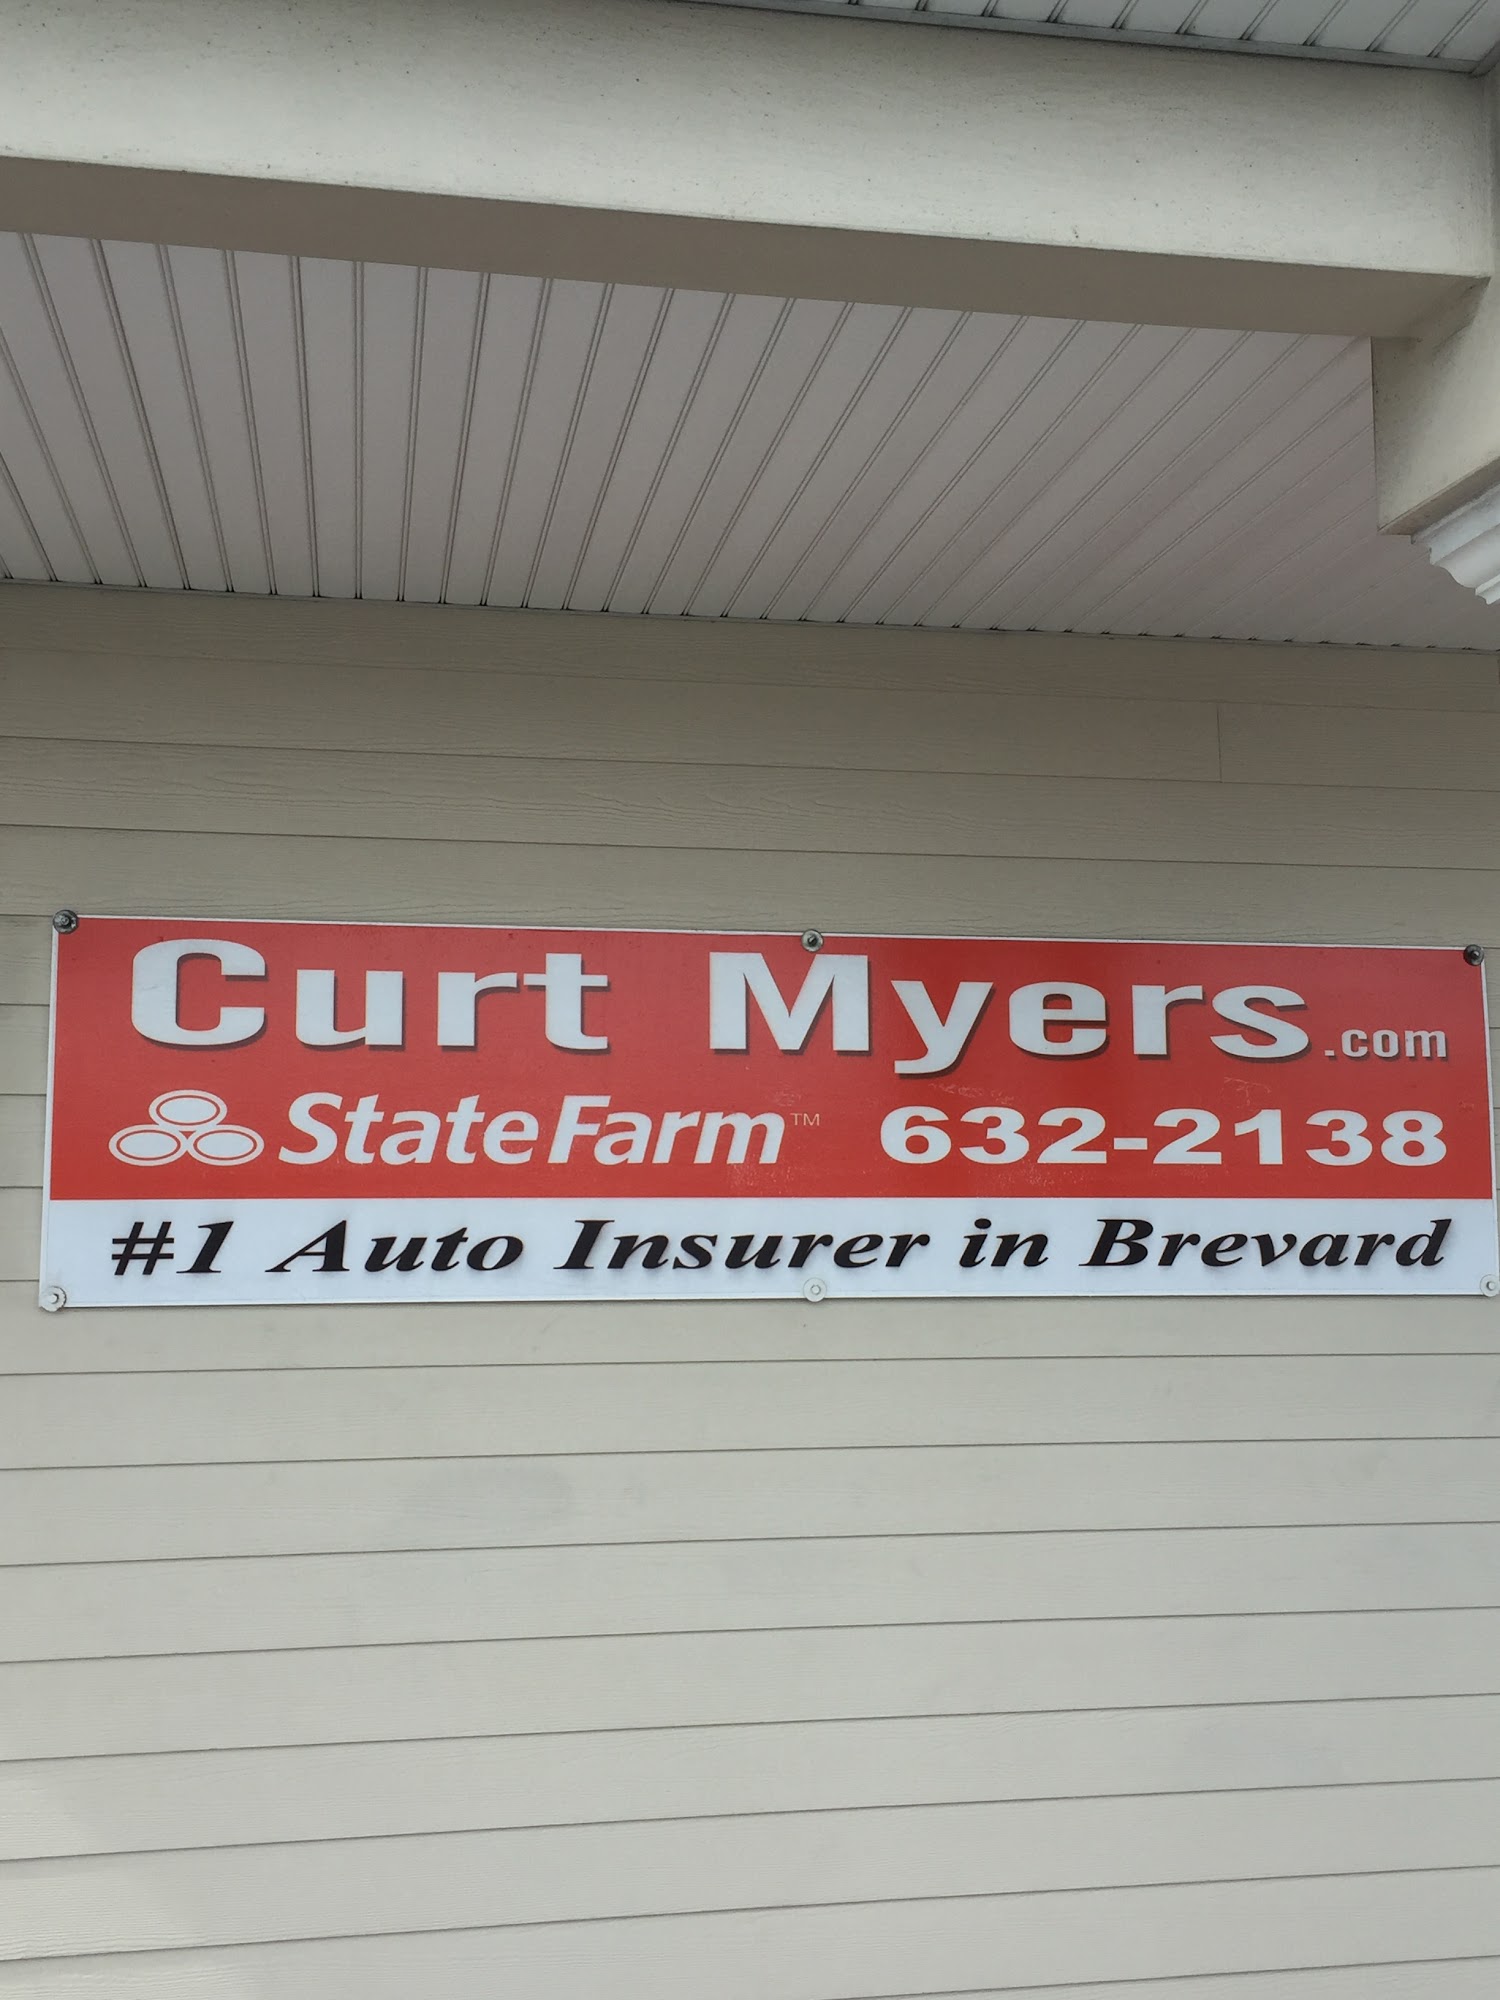 Curt Myers.com
StateFarm™ 632-2138
#1 Auto Insurer in Brevard